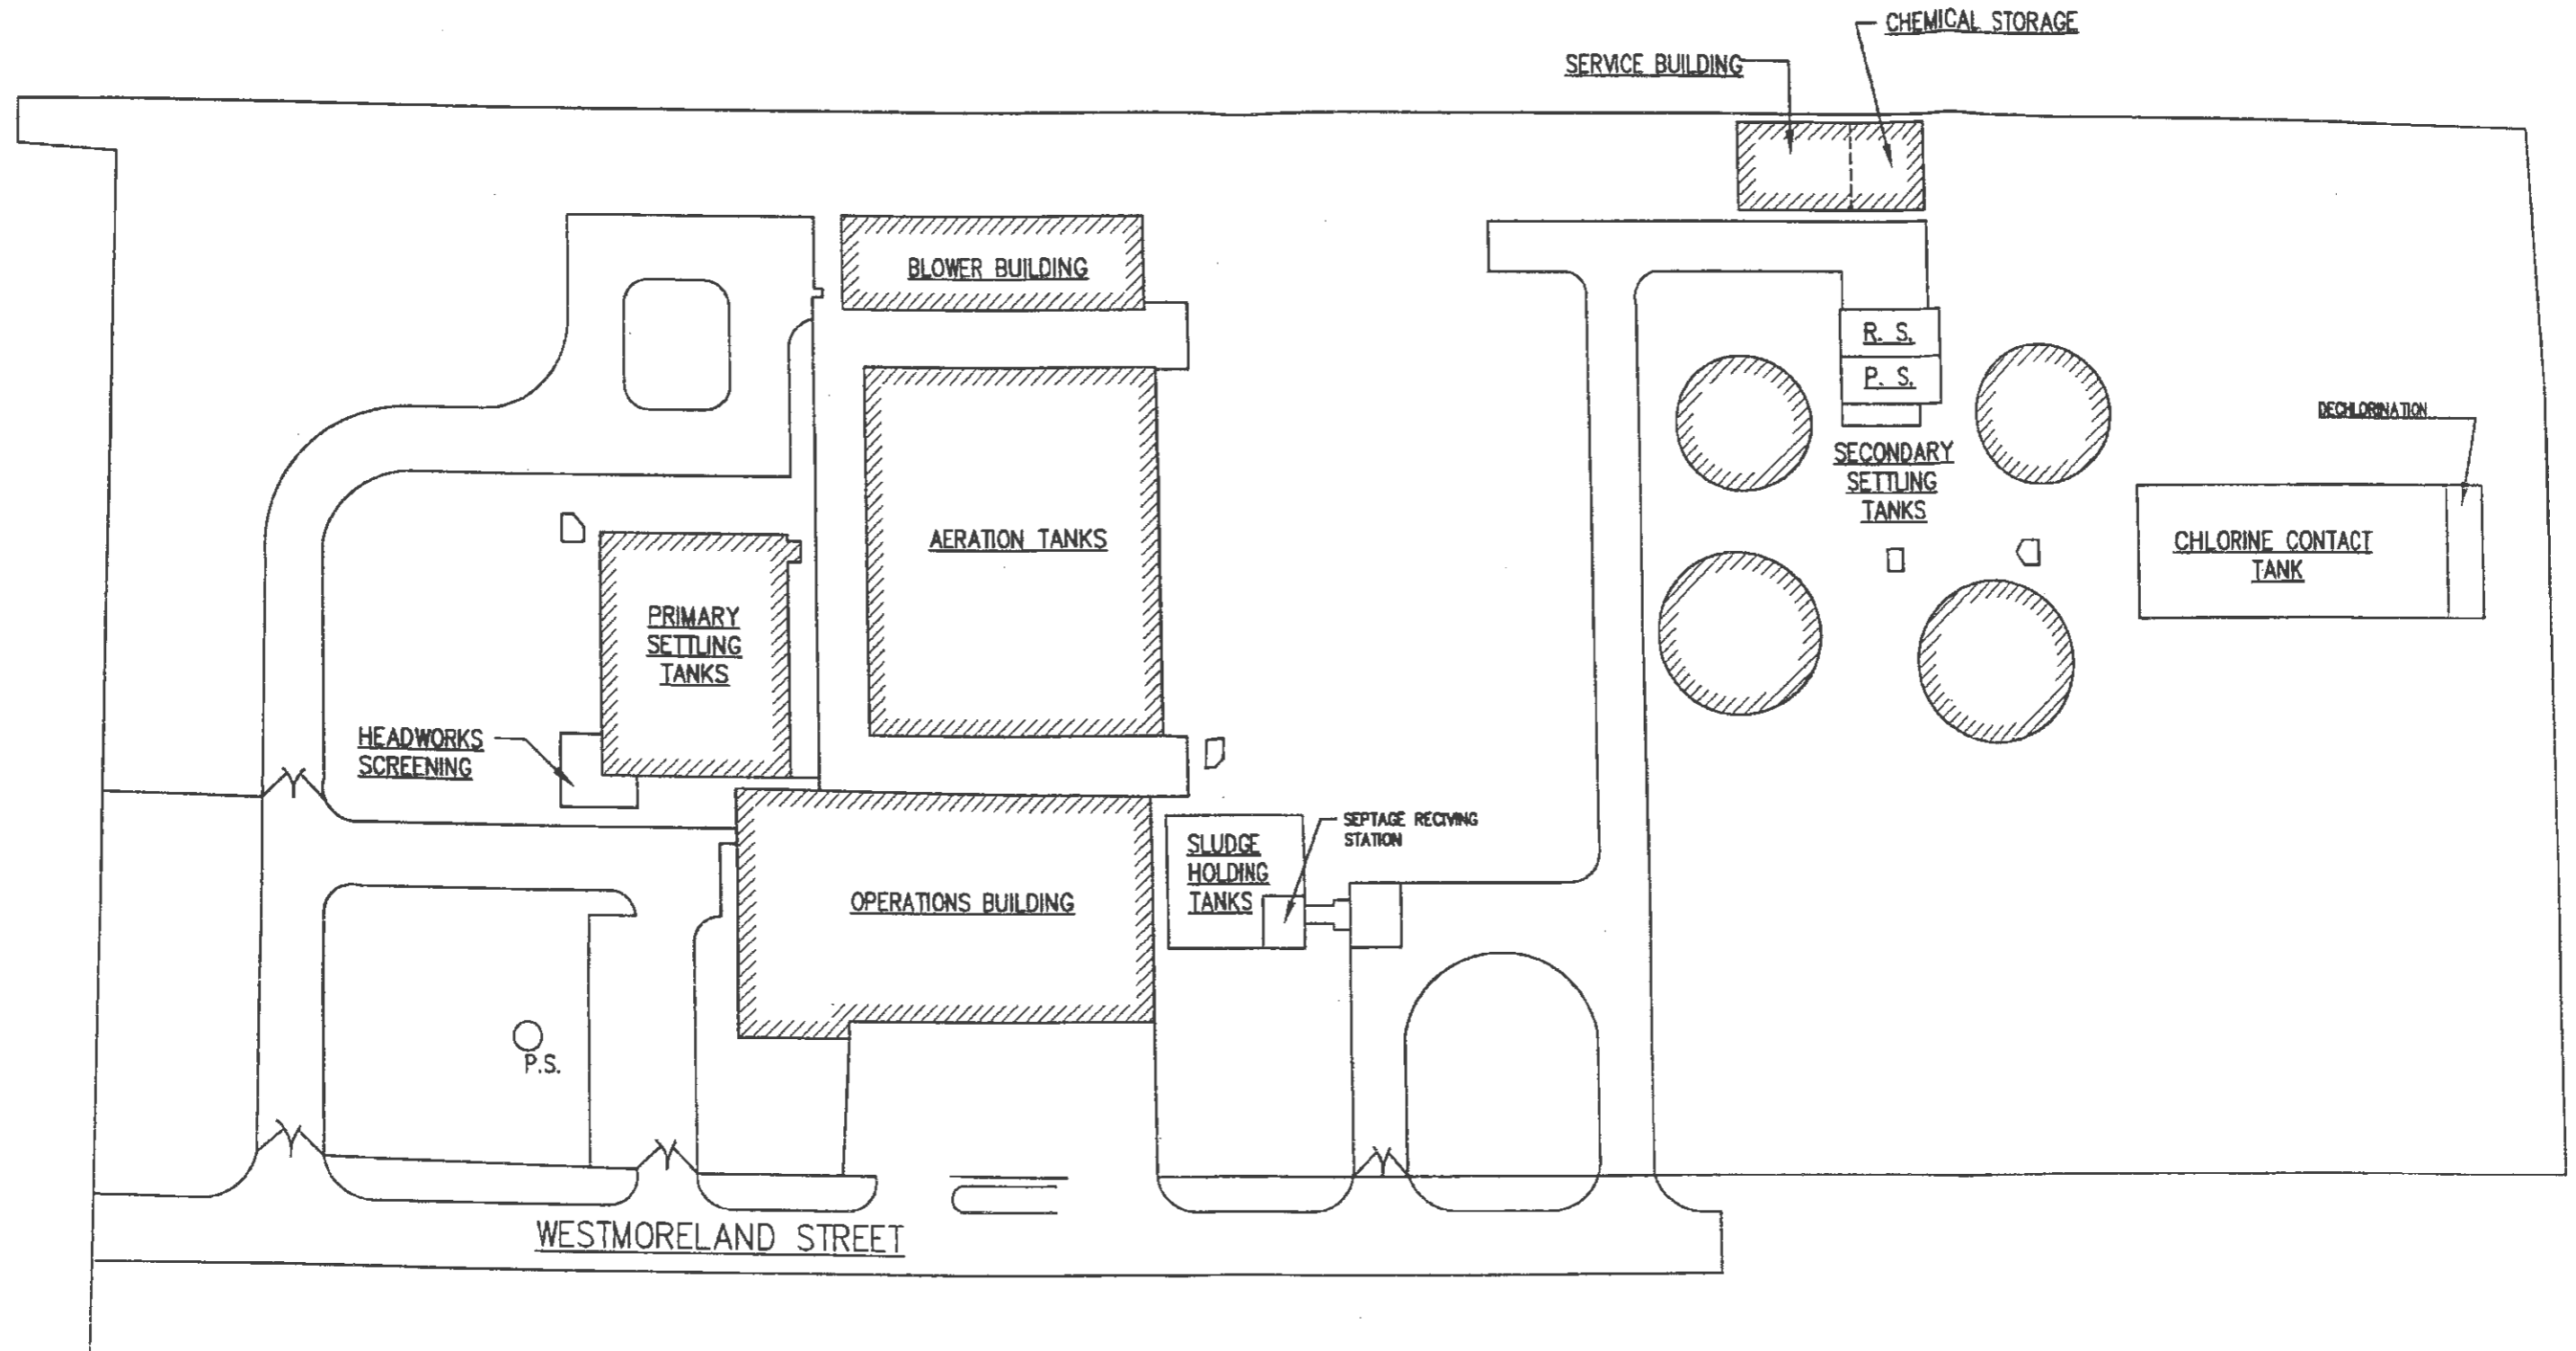 CHEMICAL STORAGE
SERVICE BUILDING
BLOWER BUILDING
R. S.
P. S.
DECHLORINATION
SECONDARY
SETTLING
TANKS
AERATION TANKS
CHLORINE CONTACT
TANK
PRIMARY
SETTLING
TANKS
HEADWORKS
SCREENING
SEPTAGE RECIVING
STATION
SLUDGE
HOLDING
TANKS
OPERATIONS BUILDING
P.S.
WESTMORELAND STREET